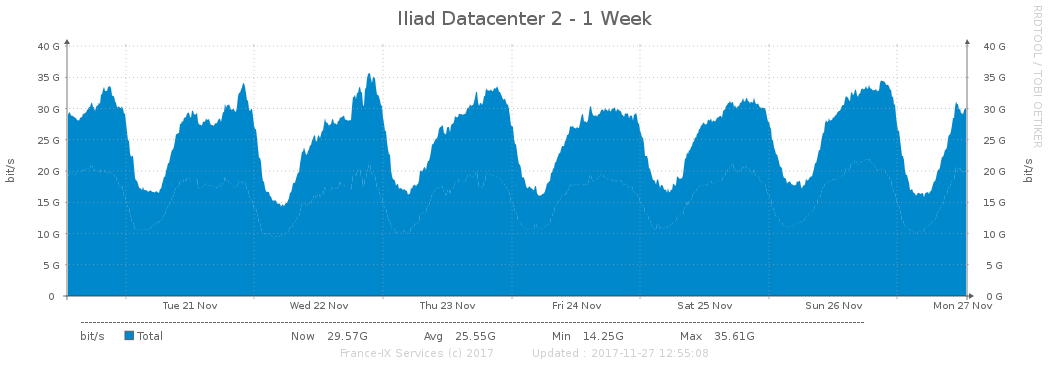 Iliad Datacenter 2 - 1 Week
RRDTOOL / TOBI OETIKER
40 G 40 G
35 G 35 G
30 G 30 G
25 G 25 G
20 G 20 G
15 G 15 G
10 G 10 G
5 G 5 G
0 0 G
bit/s
bit/s
Tue 21 Nov Wed 22 Nov Thu 23 Nov Fri 24 Nov Sat 25 Nov Sun 26 Nov Mon 27 Nov
bit/s Total Now 29.57G Avg 25.55G Min 14.25G Max 35.61G
France-IX Services (c) 2017 Updated : 2017-11-27 12:55:08